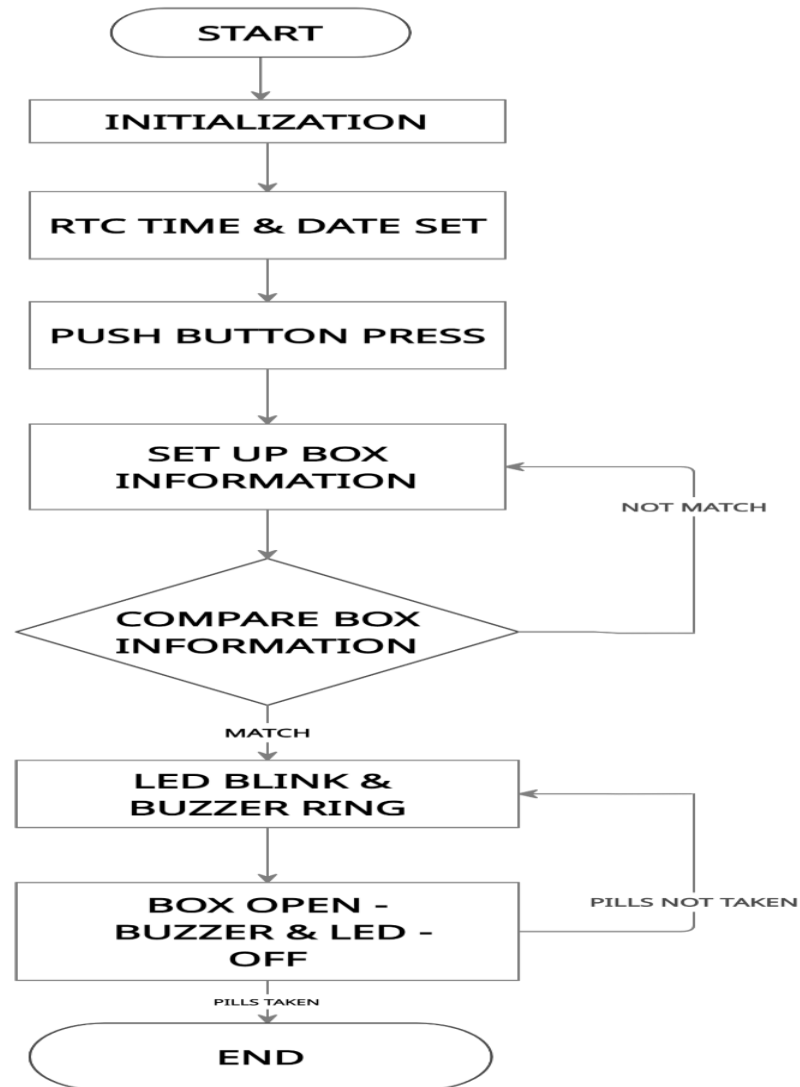 START
INITIALIZATION
RTC TIME & DATE SET
PUSH BUTTON PRESS
SET UP BOX
INFORMATION
NOT MATCH
COMPARE BOX
INFORMATION
MATCH
LED BLINK &
BUZZER RING
BOX OPEN -
BUZZER & LED -
OFF
PILLS NOT TAKEN
PILLS TAKEN
END